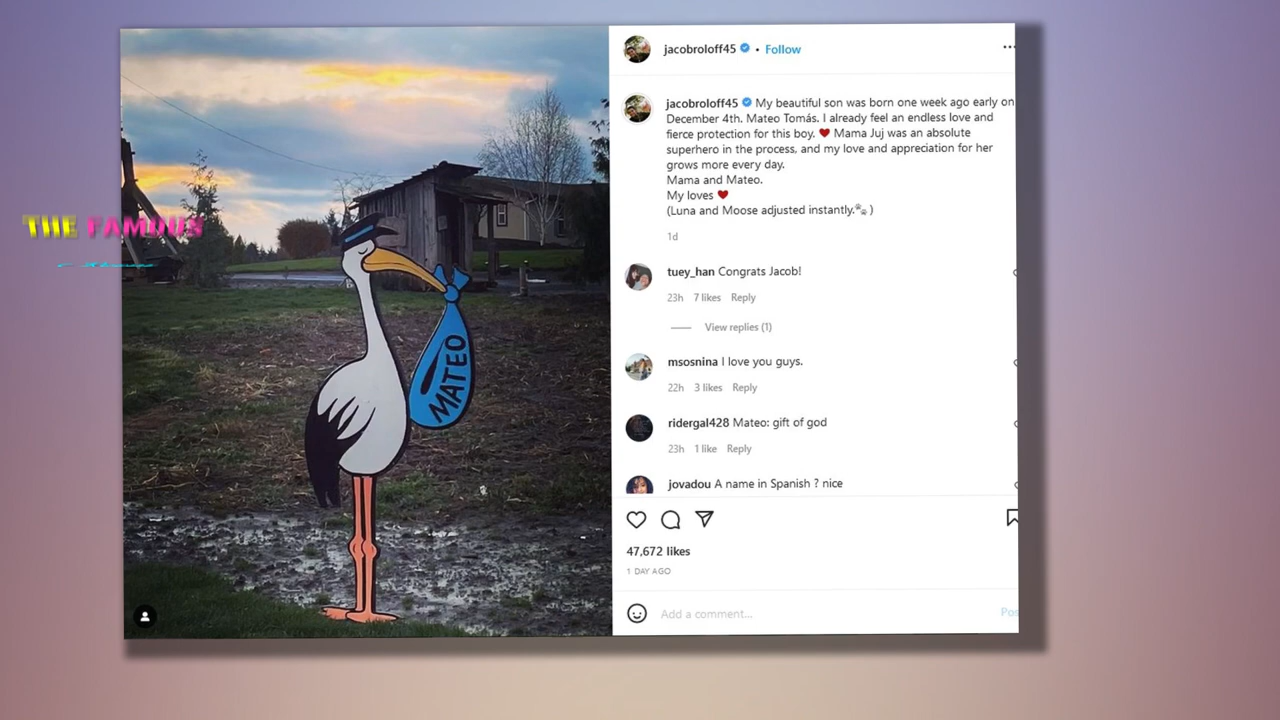 jacobroloff45 • Follow
jacobroloff45 My beautiful son was born one week ago early on
December 4th. Mateo Tomás. I already feel an endless love and
fierce protection for this boy. ❤ Mama Juj was an absolute
superhero in the process, and my love and appreciation for her
grows more every day.
Mama and Mateo.
My loves ❤
(Luna and Moose adjusted instantly.🐾)
1d
THE FAMOUS
MATEO
tuey_han Congrats Jacob!
23h 7 likes Reply
View replies (1)
msosnina I love you guys.
22h 3 likes Reply
ridergal428 Mateo: gift of god
23h 1 like Reply
jovadou A name in Spanish ? nice
47,672 likes
1 DAY AGO
Add a comment...
Pos